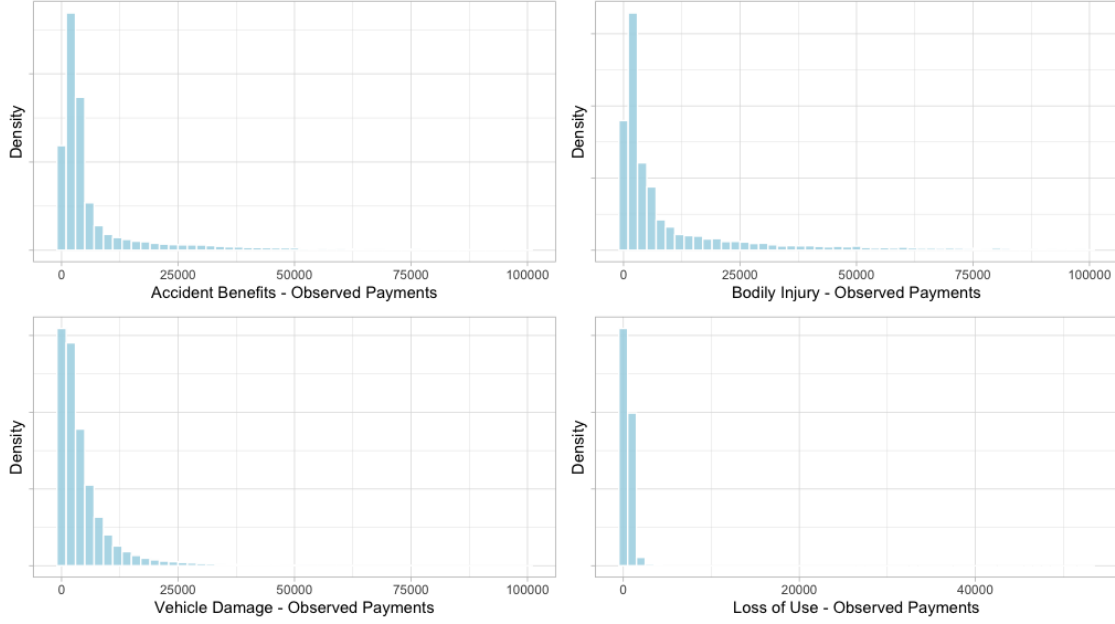 Density
0 25000 50000 75000 100000
Accident Benefits - Observed Payments
Density
0 25000 50000 75000 100000
Bodily Injury - Observed Payments
Density
0 25000 50000 75000 100000
Vehicle Damage - Observed Payments
Density
0 20000 40000
Loss of Use - Observed Payments